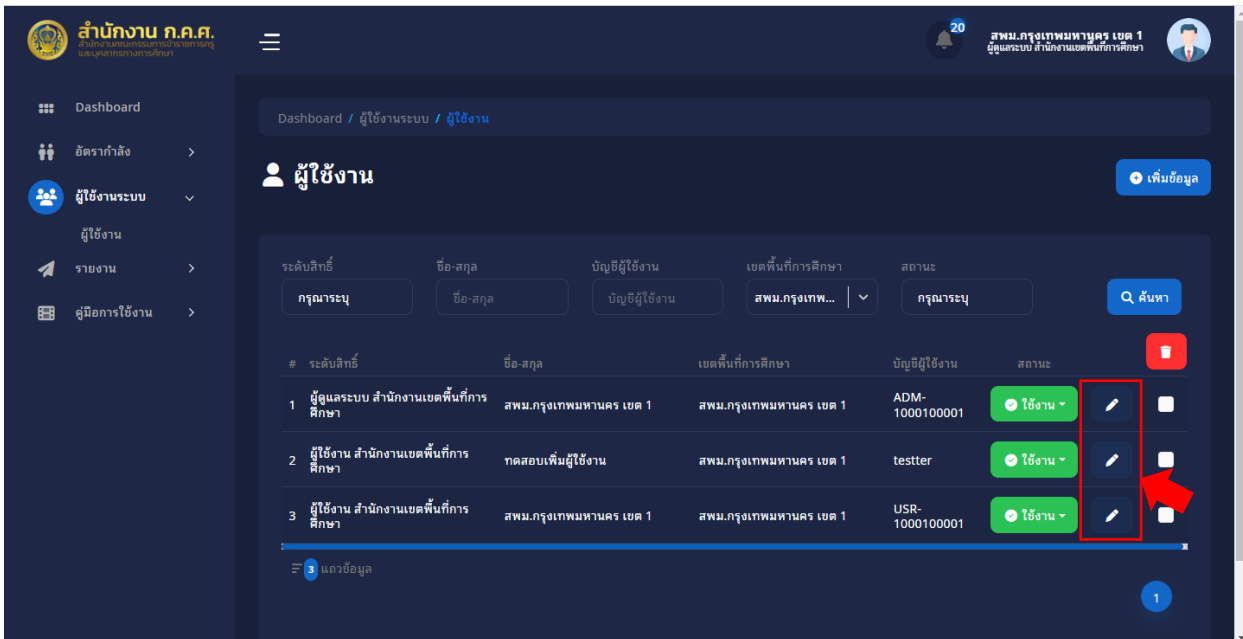 สำนักงาน ก.ค.ศ.
สำนักงานคณะกรรมการข้าราชการครู
และบุคลากรทางการศึกษา
20
สพม.กรุงเทพมหานคร เขต 1
ผู้ดูแลระบบ สำนักงานเขตพื้นที่การศึกษา
Dashboard
อัตรากำลัง
ผู้ใช้งานระบบ
ผู้ใช้งาน
รายงาน
คู่มือการใช้งาน
Dashboard / ผู้ใช้งานระบบ / ผู้ใช้งาน
ผู้ใช้งาน
เพิ่มข้อมูล
ระดับสิทธิ์ ชื่อ-สกุล บัญชีผู้ใช้งาน เขตพื้นที่การศึกษา สถานะ
กรุณาระบุ ชื่อ-สกุล บัญชีผู้ใช้งาน สพม.กรุงเทพ... กรุณาระบุ ค้นหา
# ระดับสิทธิ์ ชื่อ-สกุล เขตพื้นที่การศึกษา บัญชีผู้ใช้งาน สถานะ
1 ผู้ดูแลระบบ สำนักงานเขตพื้นที่การ
ศึกษา สพม.กรุงเทพมหานคร เขต 1 สพม.กรุงเทพมหานคร เขต 1 ADM-
1000100001 ใช้งาน
2 ผู้ใช้งาน สำนักงานเขตพื้นที่การ
ศึกษา ทดสอบเพิ่มผู้ใช้งาน สพม.กรุงเทพมหานคร เขต 1 testter ใช้งาน
3 ผู้ใช้งาน สำนักงานเขตพื้นที่การ
ศึกษา สพม.กรุงเทพมหานคร เขต 1 สพม.กรุงเทพมหานคร เขต 1 USR-
1000100001 ใช้งาน
3 แถวข้อมูล
1